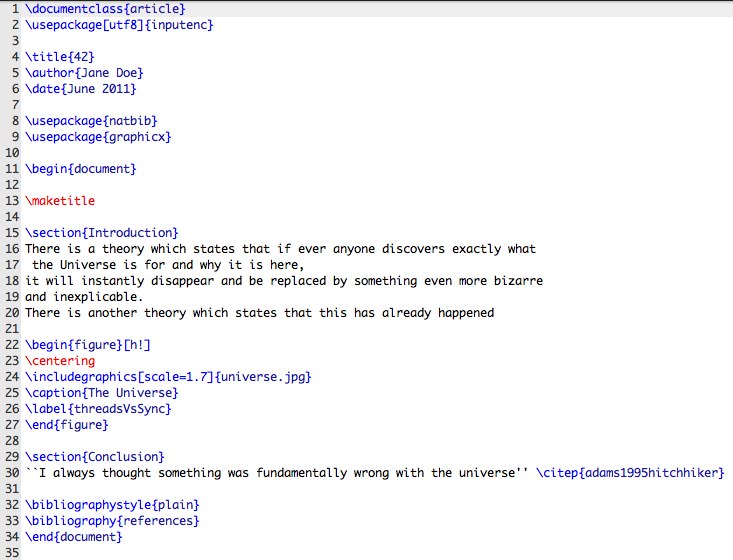 1 \documentclass{article}
2 \usepackage[utf8]{inputenc}
3
4 \title{42}
5 \author{Jane Doe}
6 \date{June 2011}
7
8 \usepackage{natbib}
9 \usepackage{graphicx}
10
11 \begin{document}
12
13 \maketitle
14
15 \section{Introduction}
16 There is a theory which states that if ever anyone discovers exactly what
17  the Universe is for and why it is here,
18 it will instantly disappear and be replaced by something even more bizarre
19 and inexplicable.
20 There is another theory which states that this has already happened
21
22 \begin{figure}[h!]
23 \centering
24 \includegraphics[scale=1.7]{universe.jpg}
25 \caption{The Universe}
26 \label{threadsVsSync}
27 \end{figure}
28
29 \section{Conclusion}
30 ``I always thought something was fundamentally wrong with the universe'' \citep{adams1995hitchhiker}
31
32 \bibliographystyle{plain}
33 \bibliography{references}
34 \end{document}
35